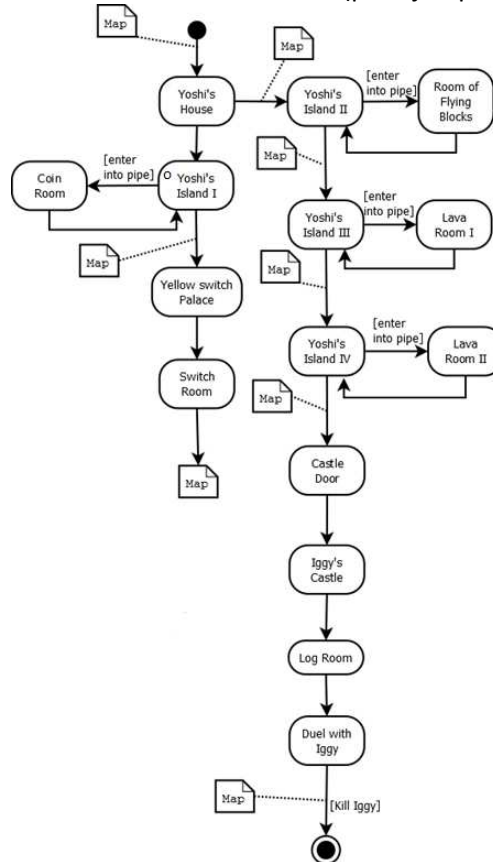 Map
Map
Yoshi's
House
Yoshi's
Island II
[enter
into pipe]
Room of
Flying
Blocks
Map
Coin
Room
[enter
into pipe]
O
Yoshi's
Island I
Map
Yoshi's
Island III
[enter
into pipe]
Lava
Room I
Map
Yellow switch
Palace
Yoshi's
Island IV
[enter
into pipe]
Lava
Room II
Switch
Room
Map
Map
Castle
Door
Iggy's
Castle
Log Room
Duel with
Iggy
Map
[Kill Iggy]